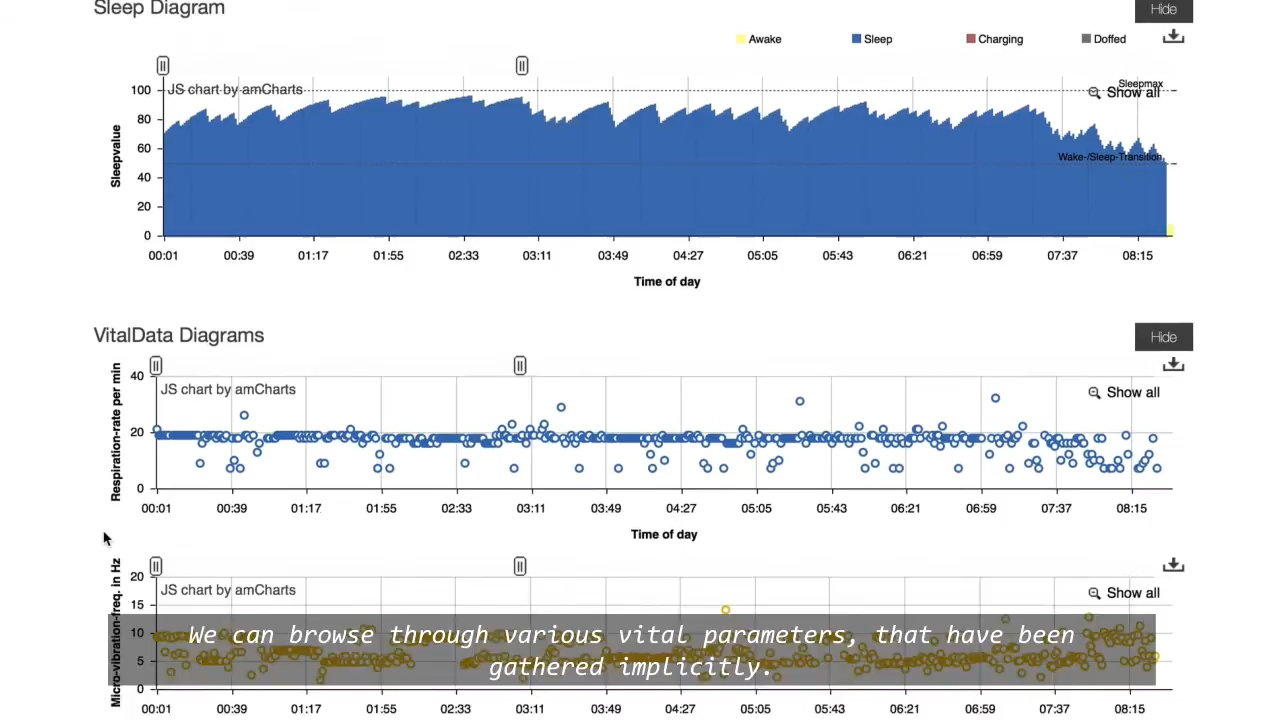 Sleep Diagram
Hide
Awake
Sleep
Charging
Doffed
JS chart by amCharts
Sleepmax
Show all
Wake-/Sleep-Transition
Sleepvalue
100
80
60
40
20
0
00:01 00:39 01:17 01:55 02:33 03:11 03:49 04:27 05:05 05:43 06:21 06:59 07:37 08:15
Time of day
VitalData Diagrams
Hide
JS chart by amCharts
Show all
Respiration-rate per min
40
20
0
00:01 00:39 01:17 01:55 02:33 03:11 03:49 04:27 05:05 05:43 06:21 06:59 07:37 08:15
Time of day
JS chart by amCharts
Show all
Micro-vibration-freq. in Hz
20
15
10
5
0
We can browse through various vital parameters, that have been
gathered implicitly.
00:01 00:39 01:17 01:55 02:33 03:11 03:49 04:27 05:05 05:43 06:21 06:59 07:37 08:15